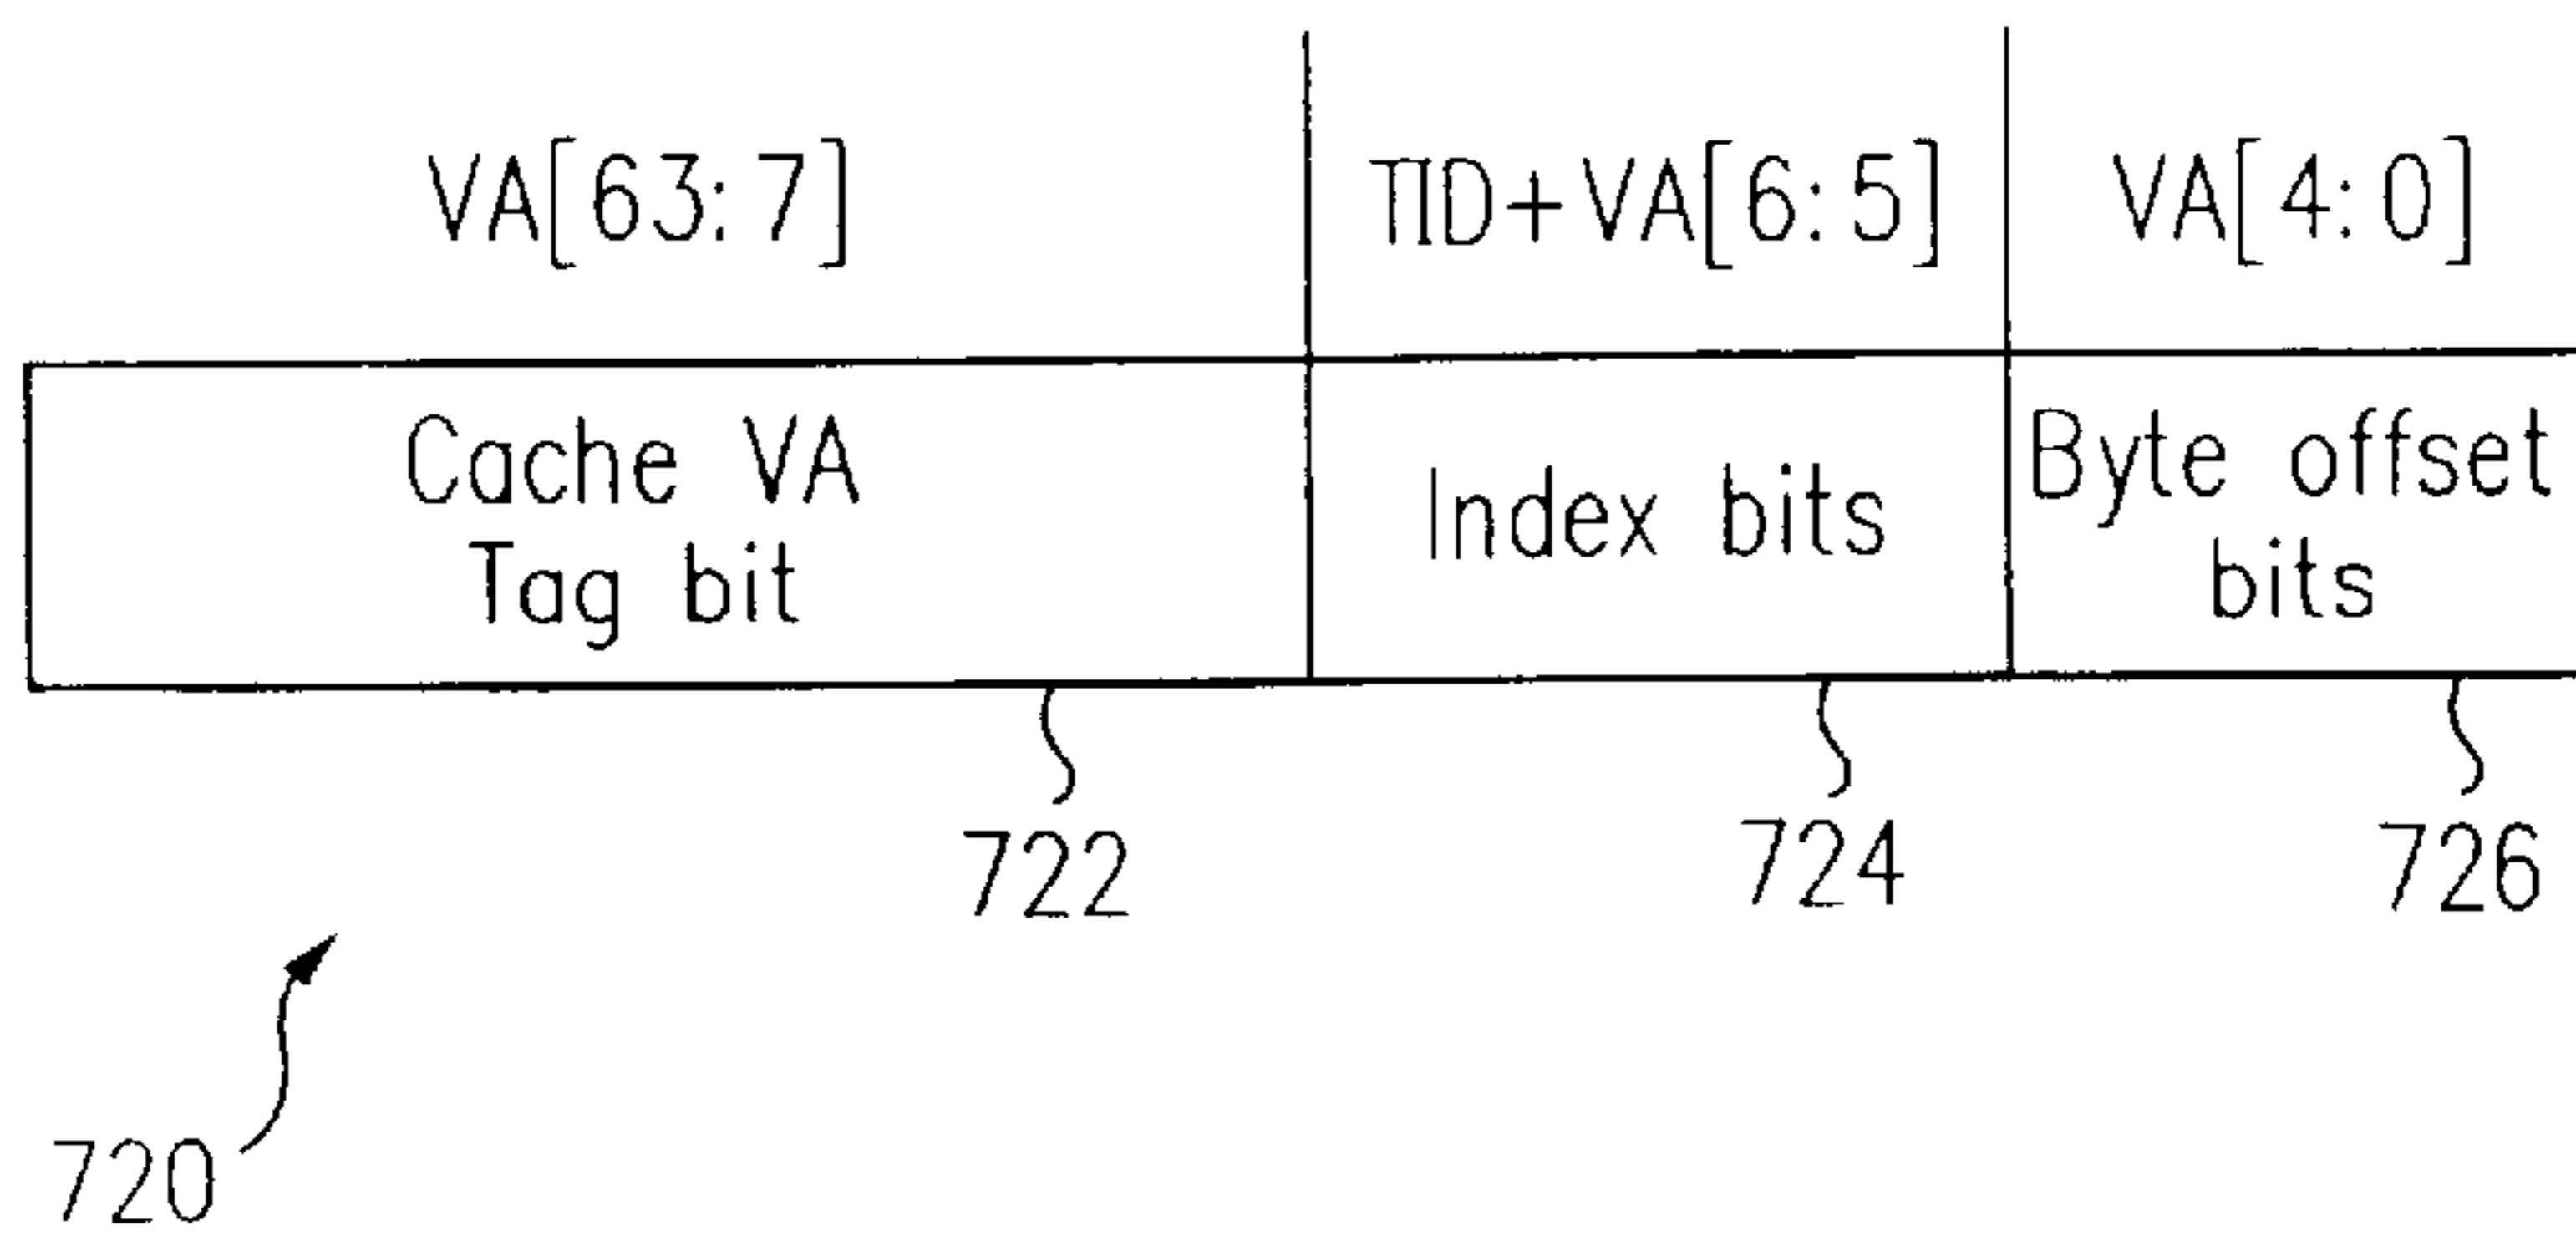 VA[63:7]
TID+VA[6:5]
VA[4:0]
Cache VA
Tag bit
Index bits
Byte offset
bits
722
724
726
720